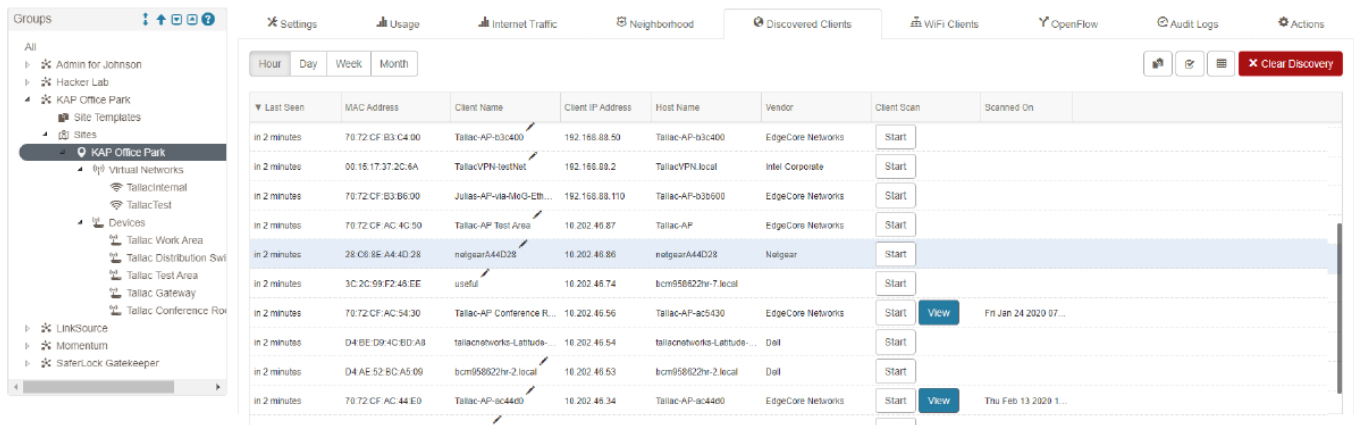 Groups
All
Admin for Johnson
Hacker Lab
KAP Office Park
Site Templates
Sites
KAP Office Park
Virtual Networks
TallacInternal
TallacTest
Devices
Tallac Work Area
Tallac Distribution Swi
Tallac Test Area
Tallac Gateway
Tallac Conference Roo
LinkSource
Momentum
SaferLock Gatekeeper
Settings Usage Internet Traffic Neighborhood Discovered Clients WiFi Clients OpenFlow Audit Logs Actions
Hour Day Week Month Clear Discovery
Last Seen MAC Address Client Name Client IP Address Host Name Vendor Client Scan Scanned On
in 2 minutes 70:72:CF:B3:C4:00 Tallac-AP-b3c400 192.168.88.50 Tallac-AP-b3c400 EdgeCore Networks Start
in 2 minutes 00:15:17:37:2C:6A TallacVPN-testNet 192.168.88.2 TallacVPN.local Intel Corporate Start
in 2 minutes 70:72:CF:B3:B6:00 Julias-AP-via-MoG-Eth... 192.168.88.110 Tallac-AP-b3b600 EdgeCore Networks Start
in 2 minutes 70:72:CF:AC:4C:50 Tallac-AP Test Area 10.202.46.87 Tallac-AP EdgeCore Networks Start
in 2 minutes 28:C6:8E:A4:4D:28 netgearA44D28 10.202.46.86 netgearA44D28 Netgear Start
in 2 minutes 3C:2C:99:F2:46:EE useful 10.202.46.74 bcm958622hr-7.local Start
in 2 minutes 70:72:CF:AC:54:30 Tallac-AP Conference R... 10.202.46.56 Tallac-AP-ac5430 EdgeCore Networks Start View Fri Jan 24 2020 07...
in 2 minutes D4:BE:D9:4C:BD:A8 tallacnetworks-Latitude-... 10.202.46.54 tallacnetworks-Latitude-... Dell Start
in 2 minutes D4:AE:52:BC:A5:09 bcm958622hr-2.local 10.202.46.53 bcm958622hr-2.local Dell Start
in 2 minutes 70:72:CF:AC:44:E0 Tallac-AP-ac44d0 10.202.46.34 Tallac-AP-ac44d0 EdgeCore Networks Start View Thu Feb 13 2020 1...